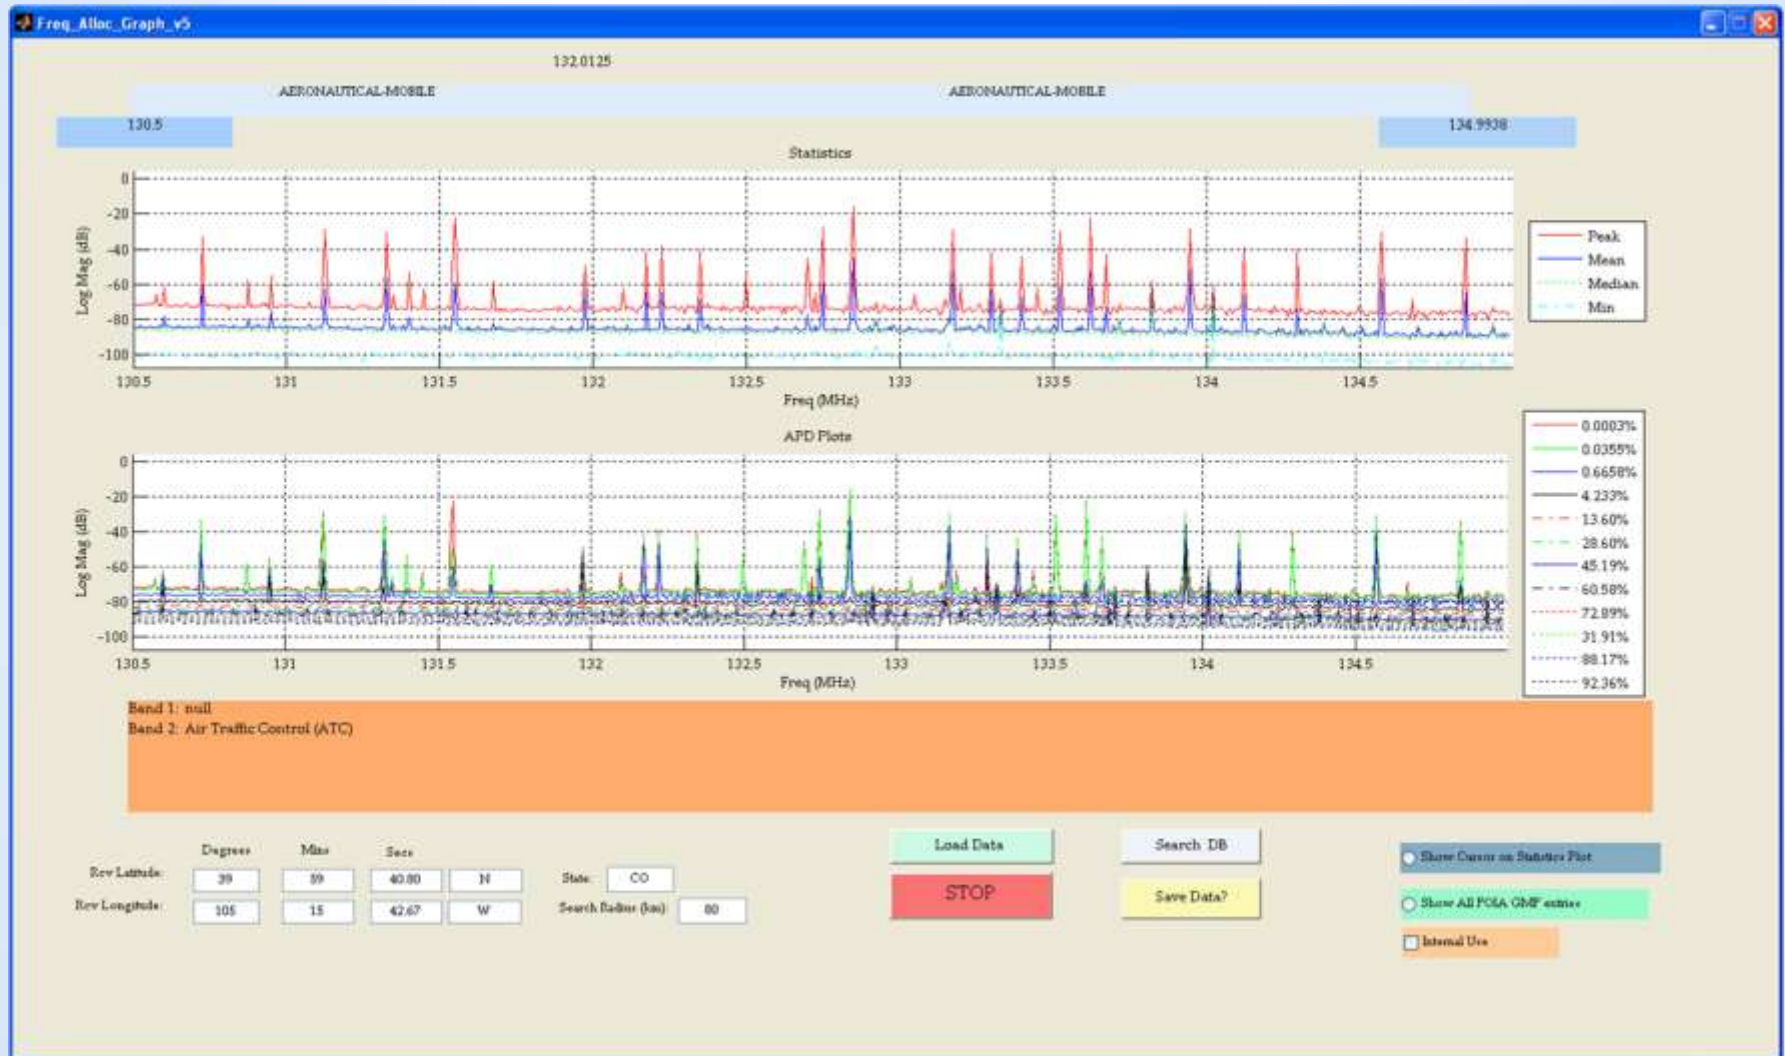 Freq_Alloc_Graph_v5
132.0125
AERONAUTICAL-MOBILE AERONAUTICAL-MOBILE
130.5 134.9938
Statistics
Log Mag (dB)
0
-20
-40
-60
-80
-100
130.5 131 131.5 132 132.5 133 133.5 134 134.5
Freq (MHz)
Peak
Mean
Median
Min
APD Plots
Log Mag (dB)
0
-20
-40
-60
-80
-100
130.5 131 131.5 132 132.5 133 133.5 134 134.5
Freq (MHz)
0.0003%
0.0355%
0.6658%
4.233%
13.60%
28.60%
45.19%
60.58%
72.89%
31.91%
88.17%
92.36%
Band 1: null
Band 2: Air Traffic Control (ATC)
Degrees Mins Secs
Rcv Latitude: 39 59 40.80 N State: CO
Rcv Longitude: 105 15 42.67 W Search Radius (km): 80
Load Data Search DB
STOP Save Data?
Show Cursor on Statistics Plot
Show All FOIA GMF entries
Internal Use